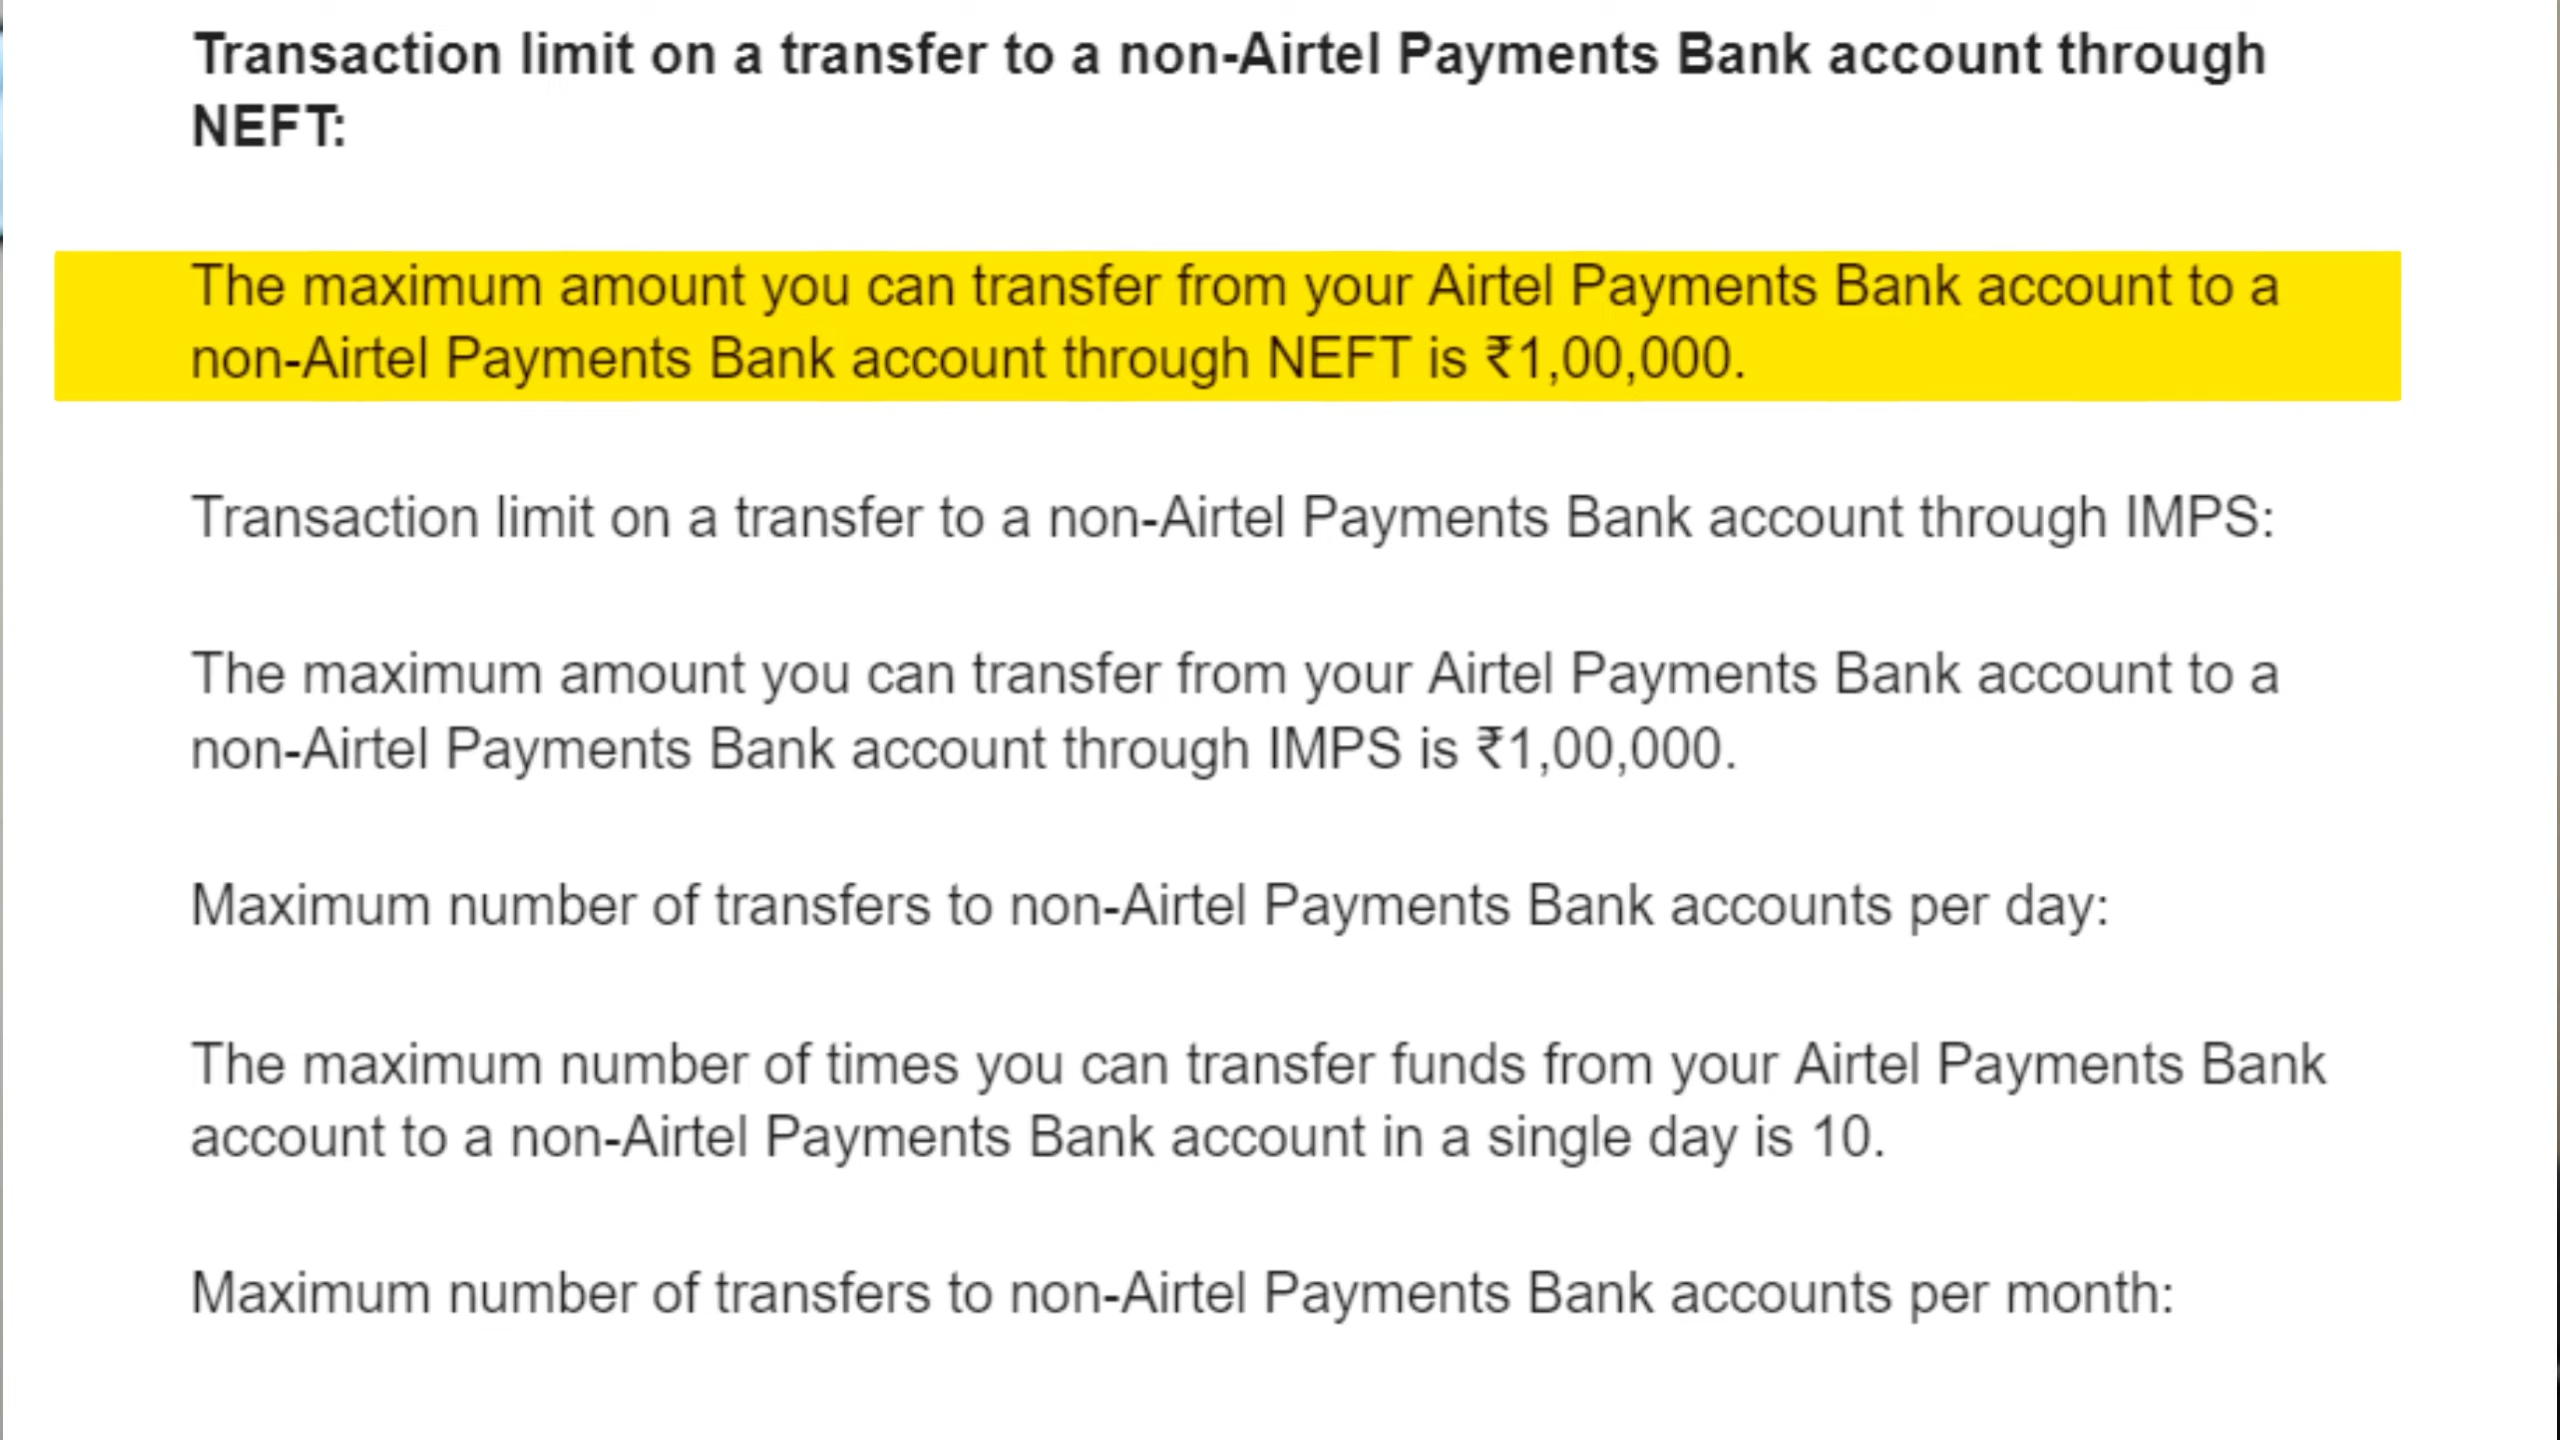 Transaction limit on a transfer to a non-Airtel Payments Bank account through
NEFT:
The maximum amount you can transfer from your Airtel Payments Bank account to a
non-Airtel Payments Bank account through NEFT is ₹1,00,000.
Transaction limit on a transfer to a non-Airtel Payments Bank account through IMPS:
The maximum amount you can transfer from your Airtel Payments Bank account to a
non-Airtel Payments Bank account through IMPS is ₹1,00,000.
Maximum number of transfers to non-Airtel Payments Bank accounts per day:
The maximum number of times you can transfer funds from your Airtel Payments Bank
account to a non-Airtel Payments Bank account in a single day is 10.
Maximum number of transfers to non-Airtel Payments Bank accounts per month: